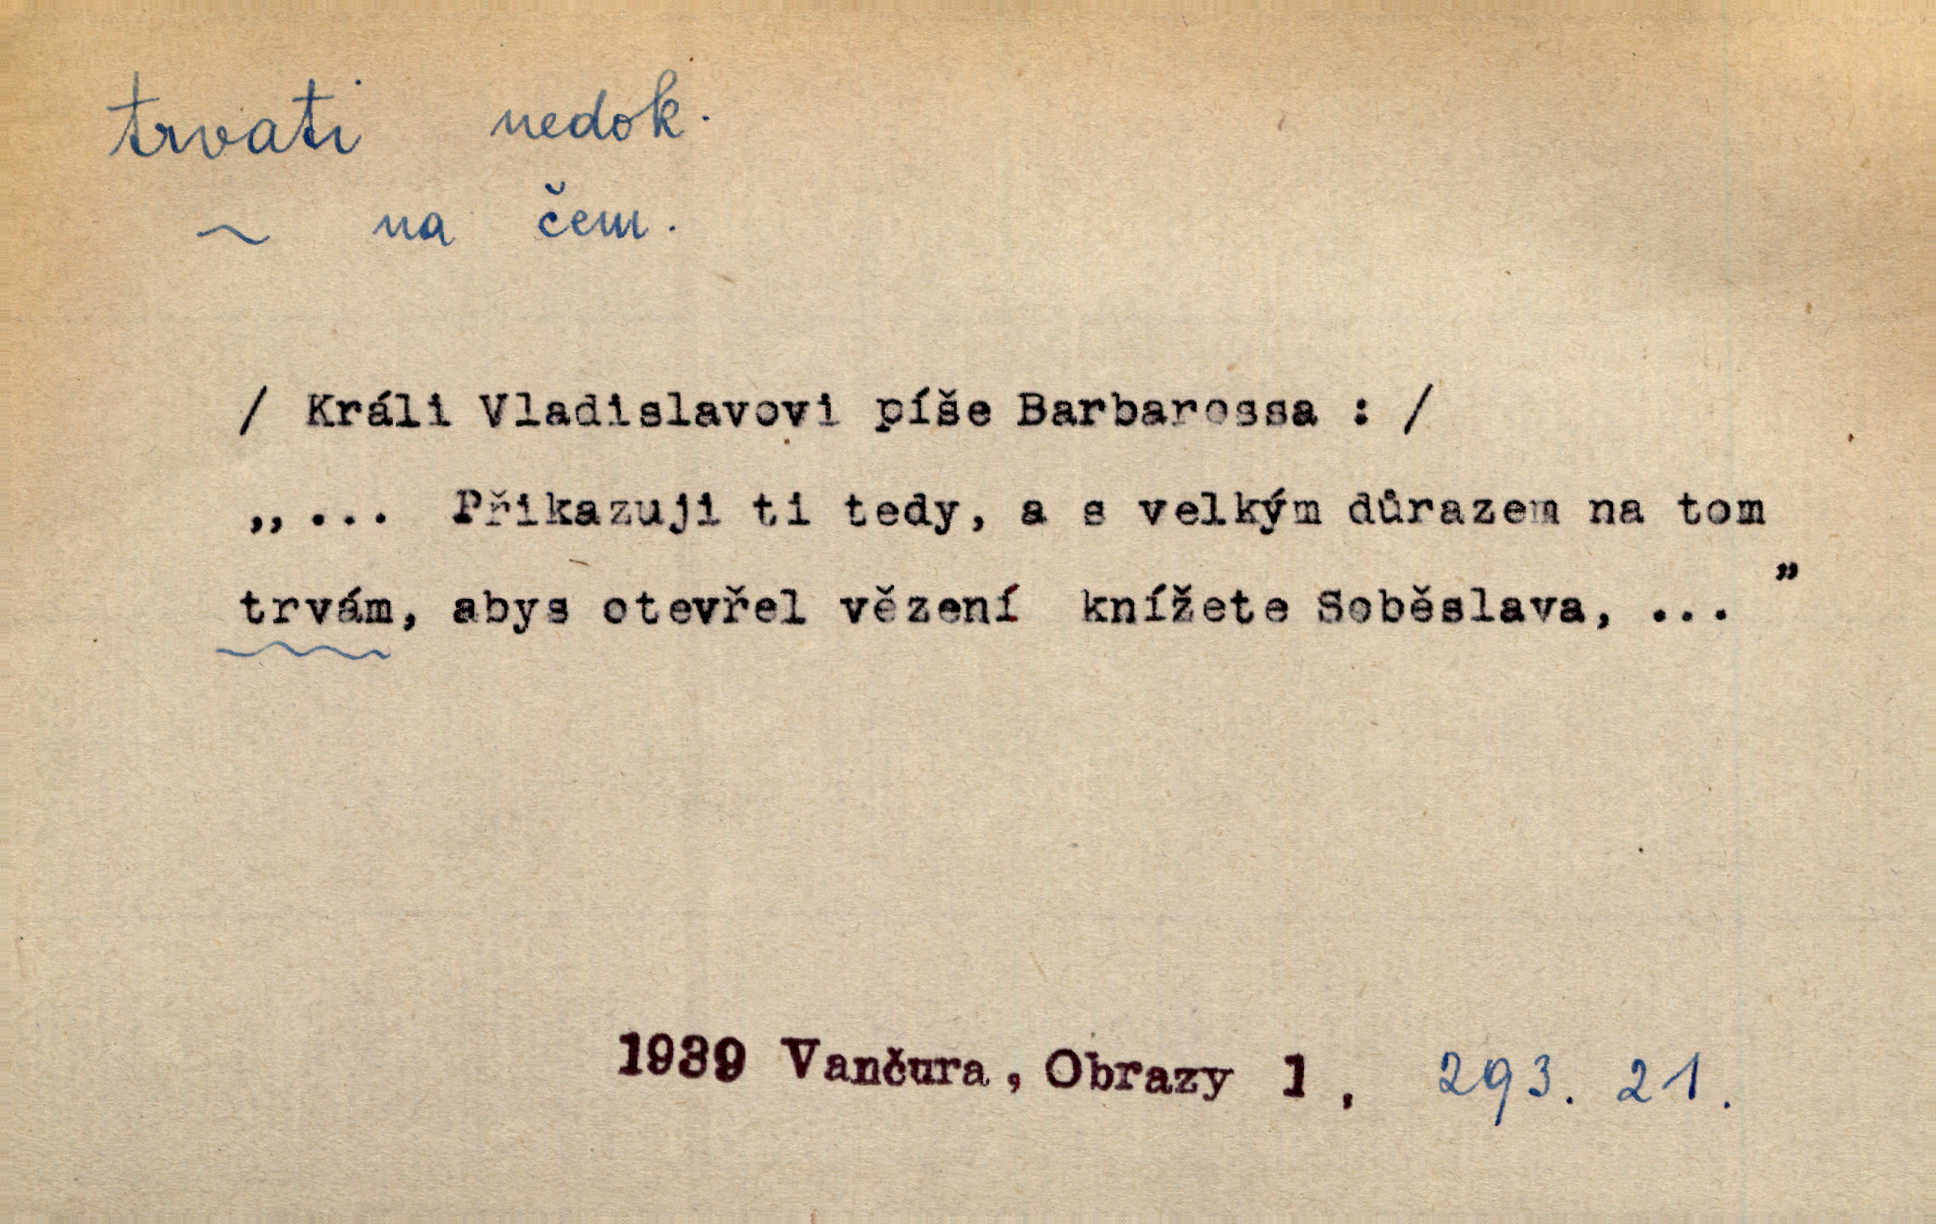 trvati nedok.
~ na čem.
/ Králi Vladislavovi píše Barbarossa : /
„... Přikazuji ti tedy, a s velkým důrazem na tom
trvám, abys otevřel vězení knížete Soběslava, ... ”
1939 Vančura, Obrazy 1, 293. 21.